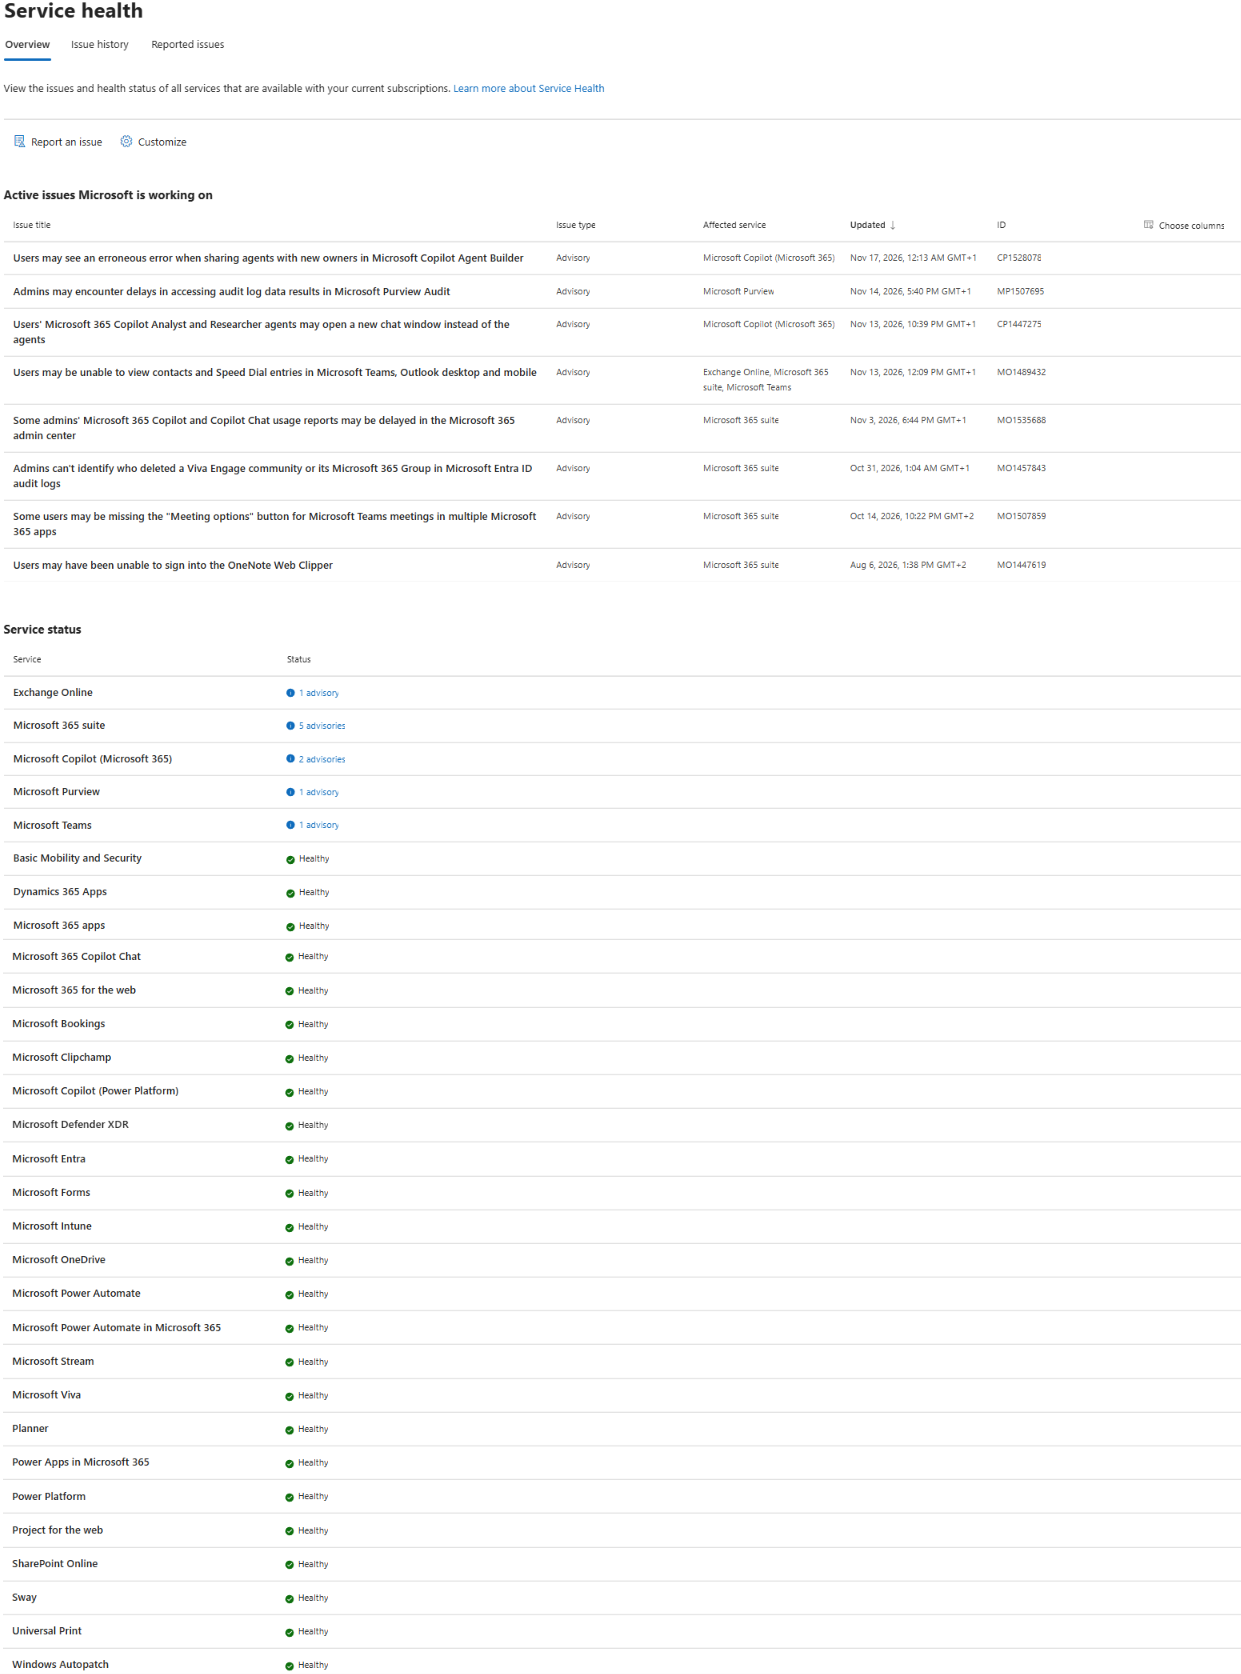 Service health
Overview Issue history Reported issues
View the issues and health status of all services that are available with your current subscriptions. Learn more about Service Health
Report an issue Customize
Active issues Microsoft is working on
Issue title Issue type Affected service Updated ↓ ID Choose columns
Users may see an erroneous error when sharing agents with new owners in Microsoft Copilot Agent Builder Advisory Microsoft Copilot (Microsoft 365) Nov 17, 2026, 12:13 AM GMT+1 CP1528078
Admins may encounter delays in accessing audit log data results in Microsoft Purview Audit Advisory Microsoft Purview Nov 14, 2026, 5:40 PM GMT+1 MP1507695
Users' Microsoft 365 Copilot Analyst and Researcher agents may open a new chat window instead of the Advisory Microsoft Copilot (Microsoft 365) Nov 13, 2026, 10:39 PM GMT+1 CP1447275
agents
Users may be unable to view contacts and Speed Dial entries in Microsoft Teams, Outlook desktop and mobile Advisory Exchange Online, Microsoft 365 Nov 13, 2026, 12:09 PM GMT+1 MO1489432
suite, Microsoft Teams
Some admins' Microsoft 365 Copilot and Copilot Chat usage reports may be delayed in the Microsoft 365 Advisory Microsoft 365 suite Nov 3, 2026, 6:44 PM GMT+1 MO1535688
admin center
Admins can't identify who deleted a Viva Engage community or its Microsoft 365 Group in Microsoft Entra ID Advisory Microsoft 365 suite Oct 31, 2026, 1:04 AM GMT+1 MO1457843
audit logs
Some users may be missing the "Meeting options" button for Microsoft Teams meetings in multiple Microsoft Advisory Microsoft 365 suite Oct 14, 2026, 10:22 PM GMT+2 MO1507859
365 apps
Users may have been unable to sign into the OneNote Web Clipper Advisory Microsoft 365 suite Aug 6, 2026, 1:38 PM GMT+2 MO1447619
Service status
Service Status
Exchange Online 1 advisory
Microsoft 365 suite 5 advisories
Microsoft Copilot (Microsoft 365) 2 advisories
Microsoft Purview 1 advisory
Microsoft Teams 1 advisory
Basic Mobility and Security Healthy
Dynamics 365 Apps Healthy
Microsoft 365 apps Healthy
Microsoft 365 Copilot Chat Healthy
Microsoft 365 for the web Healthy
Microsoft Bookings Healthy
Microsoft Clipchamp Healthy
Microsoft Copilot (Power Platform) Healthy
Microsoft Defender XDR Healthy
Microsoft Entra Healthy
Microsoft Forms Healthy
Microsoft Intune Healthy
Microsoft OneDrive Healthy
Microsoft Power Automate Healthy
Microsoft Power Automate in Microsoft 365 Healthy
Microsoft Stream Healthy
Microsoft Viva Healthy
Planner Healthy
Power Apps in Microsoft 365 Healthy
Power Platform Healthy
Project for the web Healthy
SharePoint Online Healthy
Sway Healthy
Universal Print Healthy
Windows Autopatch Healthy